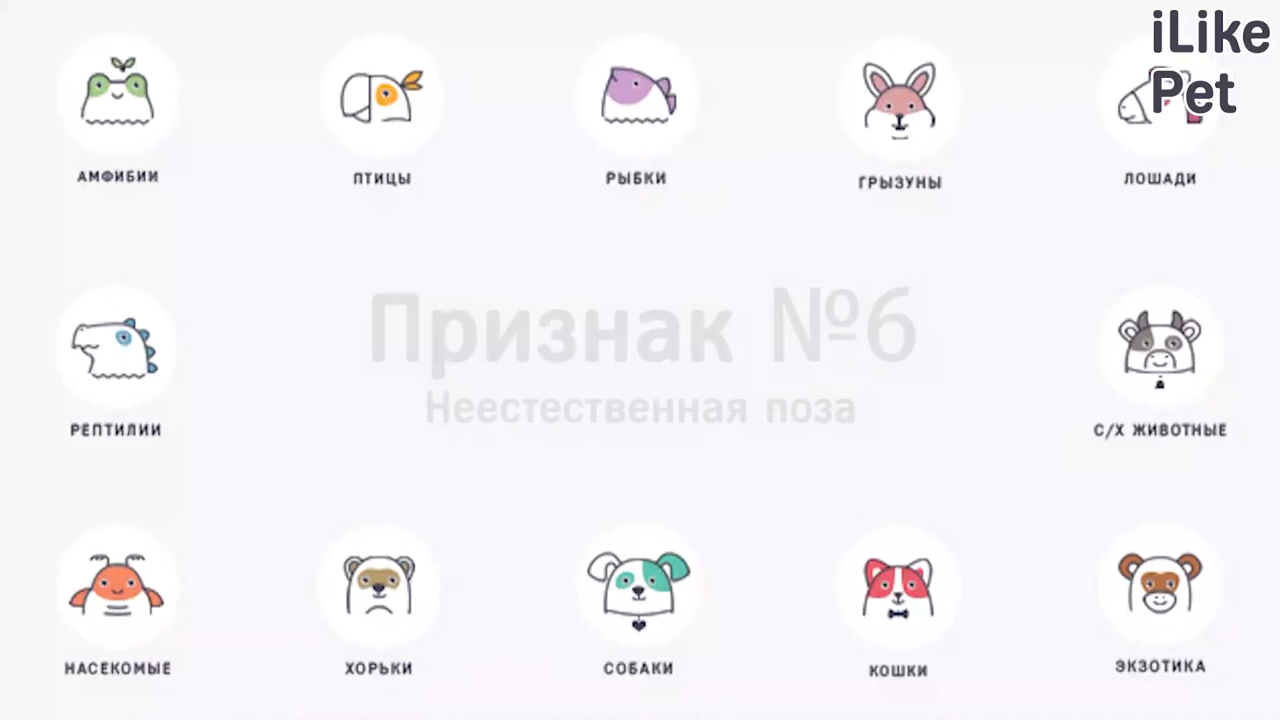 iLike
Pet
АМФИБИИ
ПТИЦЫ
РЫБКИ
ГРЫЗУНЫ
ЛОШАДИ
Признак №6
Неестественная поза
РЕПТИЛИИ
С/Х ЖИВОТНЫЕ
НАСЕКОМЫЕ
ХОРЬКИ
СОБАКИ
КОШКИ
ЭКЗОТИКА